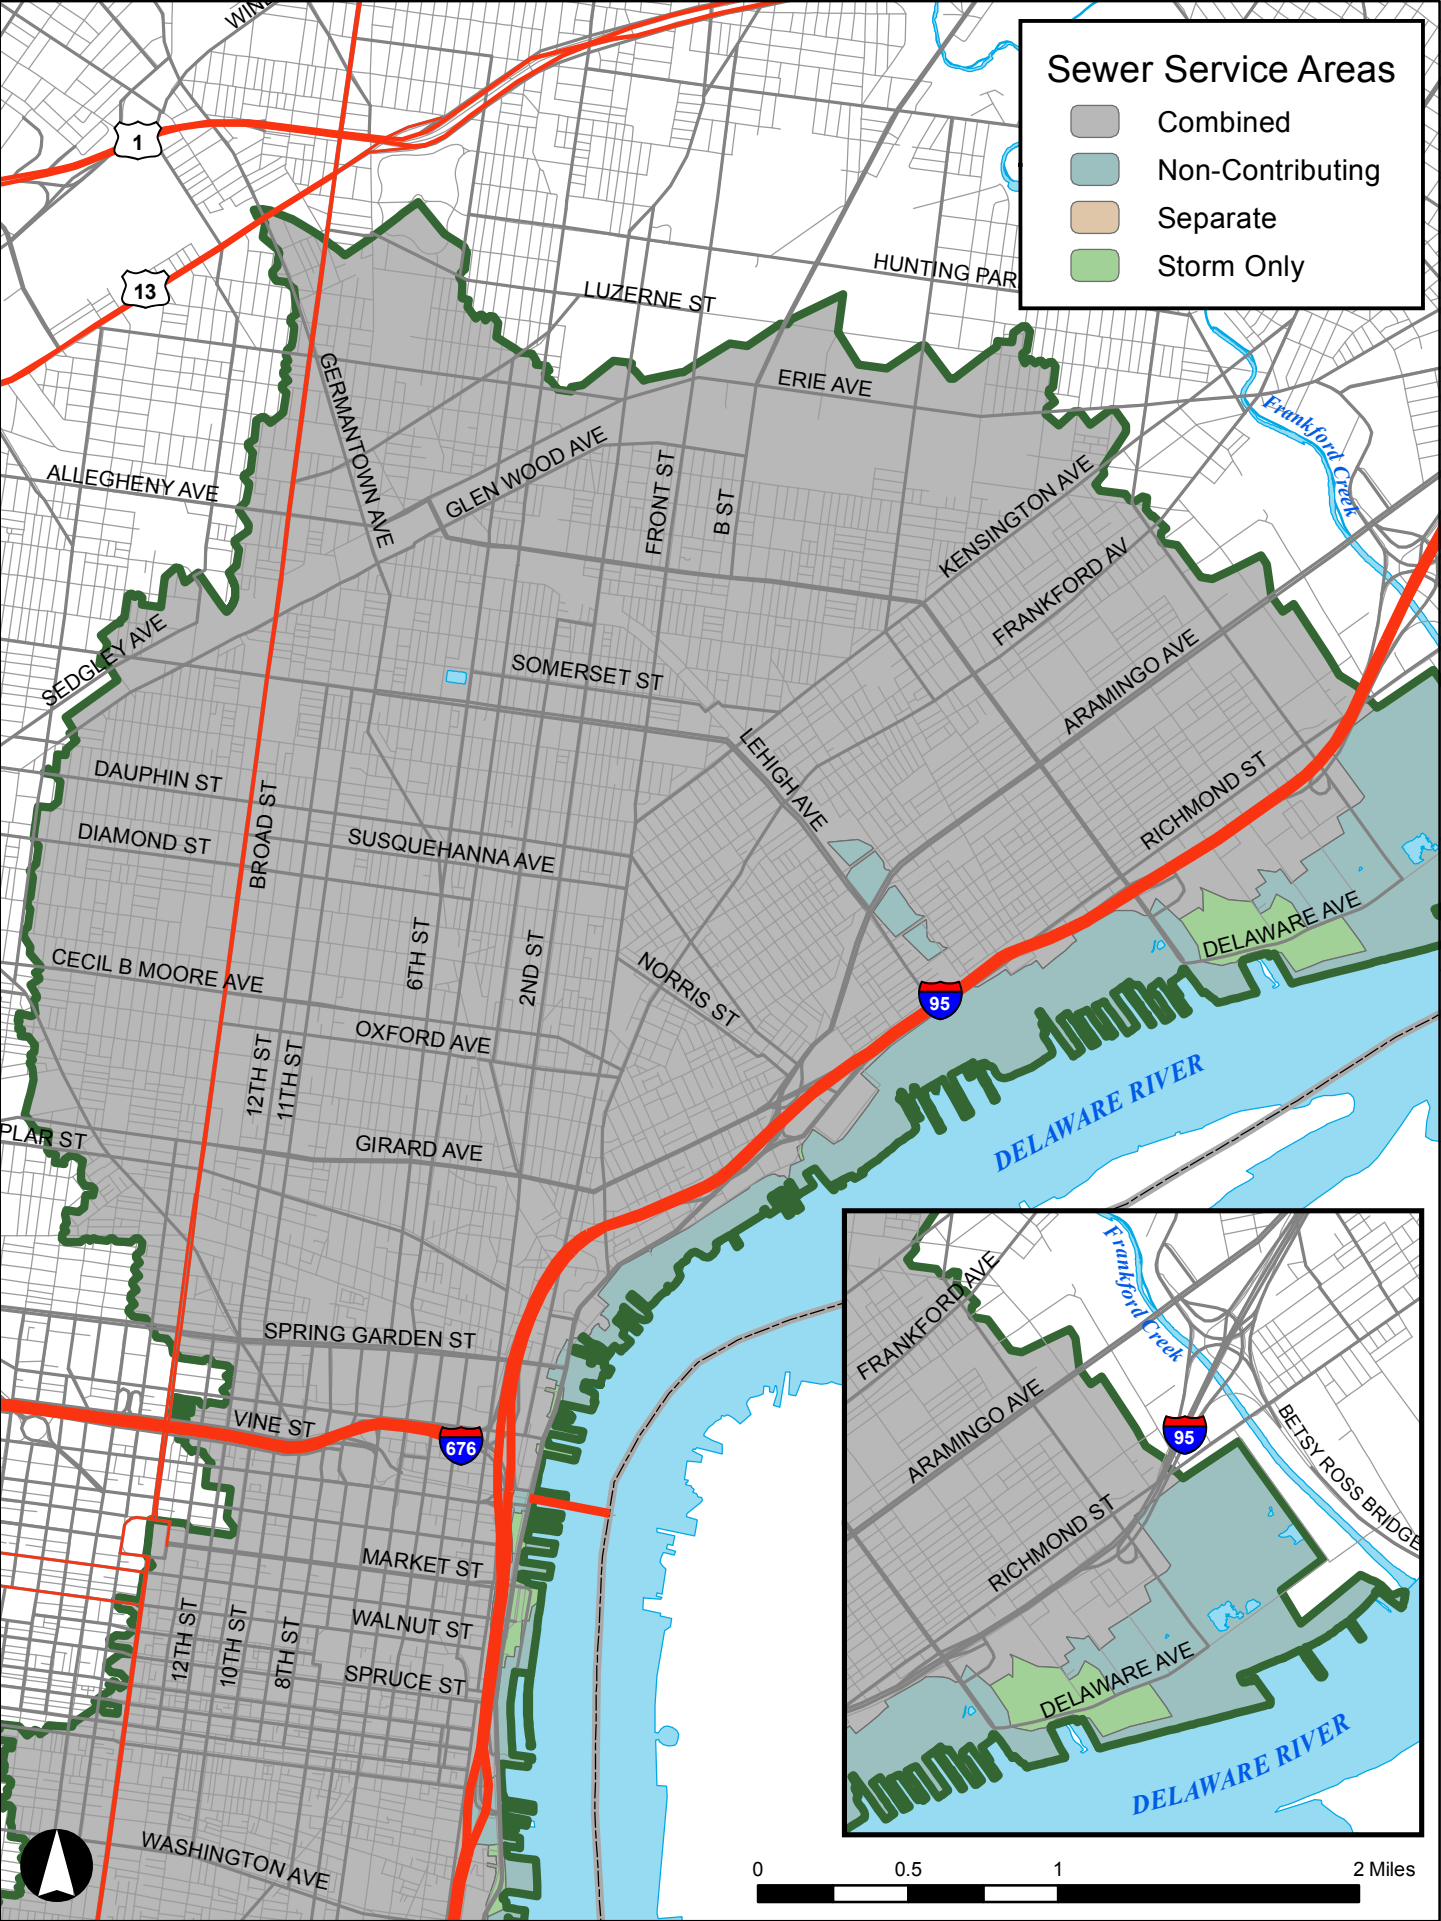 WIN
Sewer Service Areas
Combined
Non-Contributing
Separate
Storm Only
1
13
HUNTING PAR
LUZERNE ST
ERIE AVE
GERMANTOWN AVE
GLEN WOOD AVE
ALLEGHENY AVE
FRONT ST
B ST
KENSINGTON AVE
FRANKFORD AV
Frankford Creek
SEDGLEY AVE
SOMERSET ST
ARAMINGO AVE
LEHIGH AVE
RICHMOND ST
DAUPHIN ST
BROAD ST
DIAMOND ST
SUSQUEHANNA AVE
DELAWARE AVE
6TH ST
2ND ST
NORRIS ST
CECIL B MOORE AVE
95
OXFORD AVE
12TH ST
11TH ST
DELAWARE RIVER
PLAR ST
GIRARD AVE
SPRING GARDEN ST
VINE ST
676
MARKET ST
WALNUT ST
12TH ST
10TH ST
8TH ST
SPRUCE ST
WASHINGTON AVE
FRANKFORD AVE
Frankford Creek
ARAMINGO AVE
95
BETSY ROSS BRIDGE
RICHMOND ST
DELAWARE AVE
DELAWARE RIVER
0 0.5 1 2 Miles